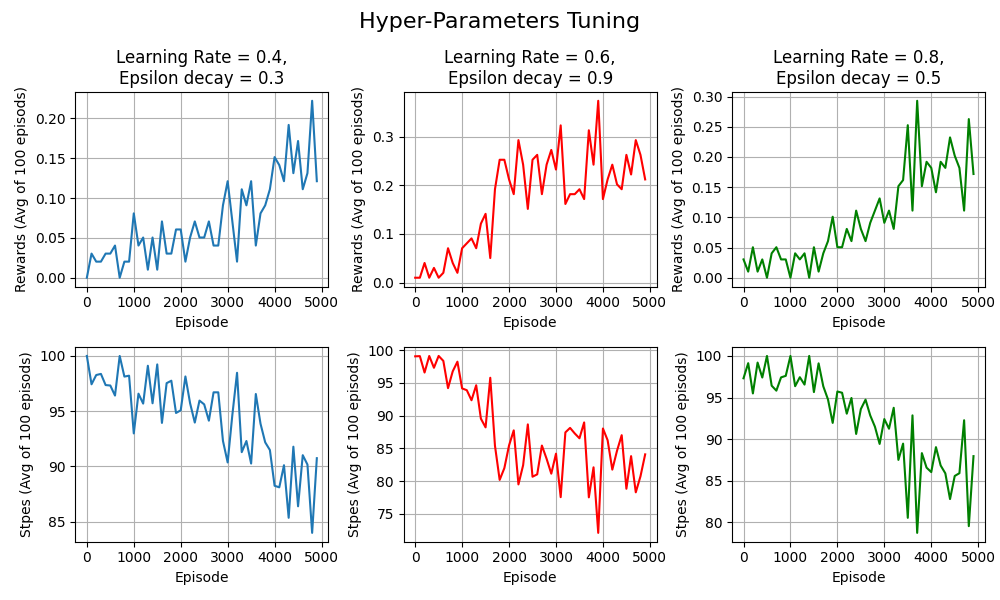 Hyper-Parameters Tuning
Learning Rate = 0.4,
Epsilon decay = 0.3
Rewards (Avg of 100 episods)
0.20
0.15
0.10
0.05
0.00
0 1000 2000 3000 4000 5000
Episode
Learning Rate = 0.6,
Epsilon decay = 0.9
Rewards (Avg of 100 episods)
0.3
0.2
0.1
0.0
0 1000 2000 3000 4000 5000
Episode
Learning Rate = 0.8,
Epsilon decay = 0.5
Rewards (Avg of 100 episods)
0.30
0.25
0.20
0.15
0.10
0.05
0.00
0 1000 2000 3000 4000 5000
Episode
Stpes (Avg of 100 episods)
100
95
90
85
0 1000 2000 3000 4000 5000
Episode
Stpes (Avg of 100 episods)
100
95
90
85
80
75
0 1000 2000 3000 4000 5000
Episode
Stpes (Avg of 100 episods)
100
95
90
85
80
0 1000 2000 3000 4000 5000
Episode